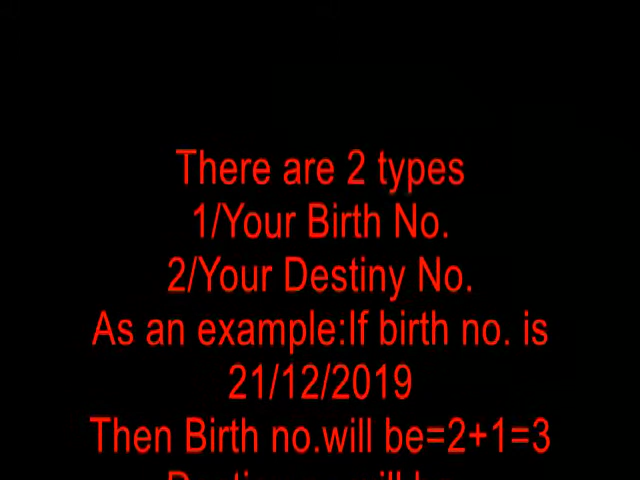 There are 2 types
1/Your Birth No.
2/Your Destiny No.
As an example:If birth no. is
21/12/2019
Then Birth no.will be=2+1=3